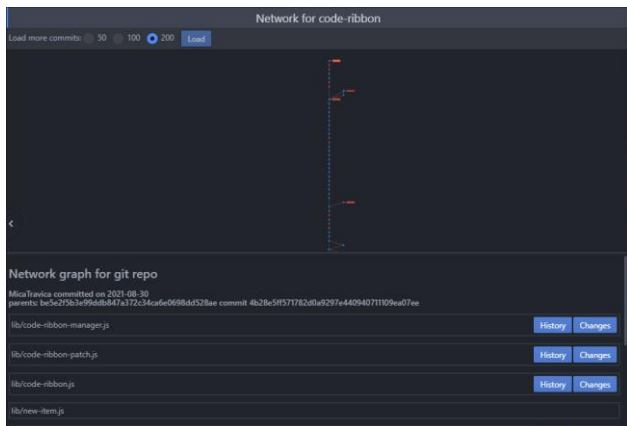 Network for code-ribbon
Load more commits: 50 100 200 Load
Network graph for git repo
MicaTravica committed on 2021-08-30
parents: be5e2f5b3e99ddb847a372c34ca6e0698dd528ae commit 4b28e5ff571782d0a9297e440940711109ea07ee
lib/code-ribbon-manager.js History Changes
lib/code-ribbon-patch.js History Changes
lib/code-ribbon.js History Changes
lib/new-item.js